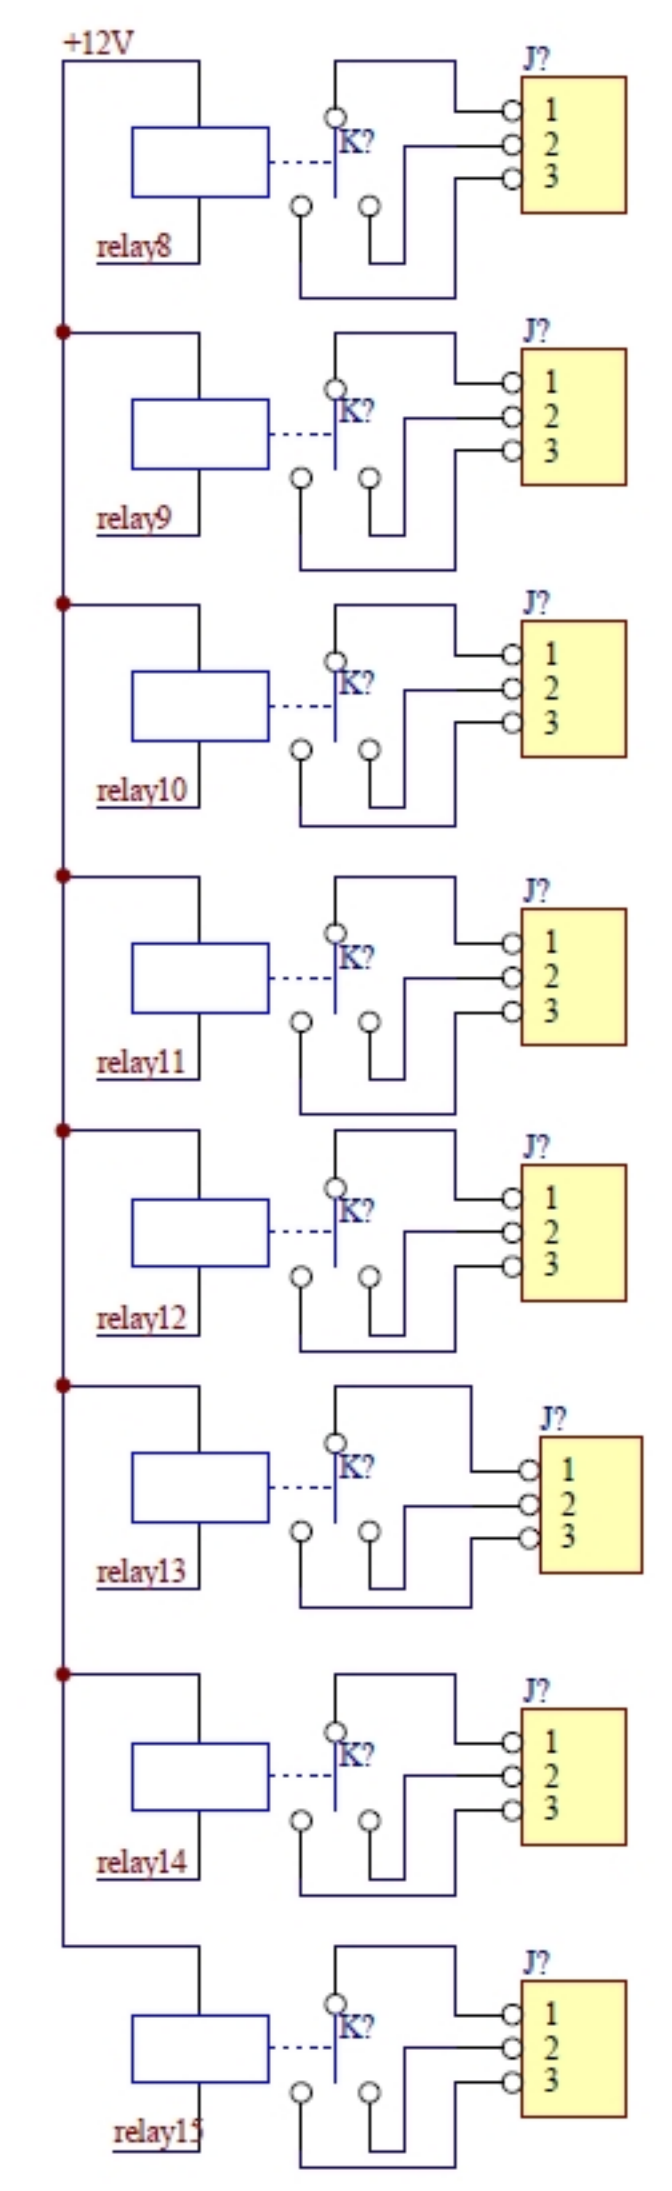 +12V
J?
1
K?
2
3
relay8
J?
1
K?
2
3
relay9
J?
1
K?
2
3
relay10
J?
1
K?
2
3
relay11
J?
1
K?
2
3
relay12
J?
1
K?
2
3
relay13
J?
1
K?
2
3
relay14
J?
1
K?
2
3
relay15